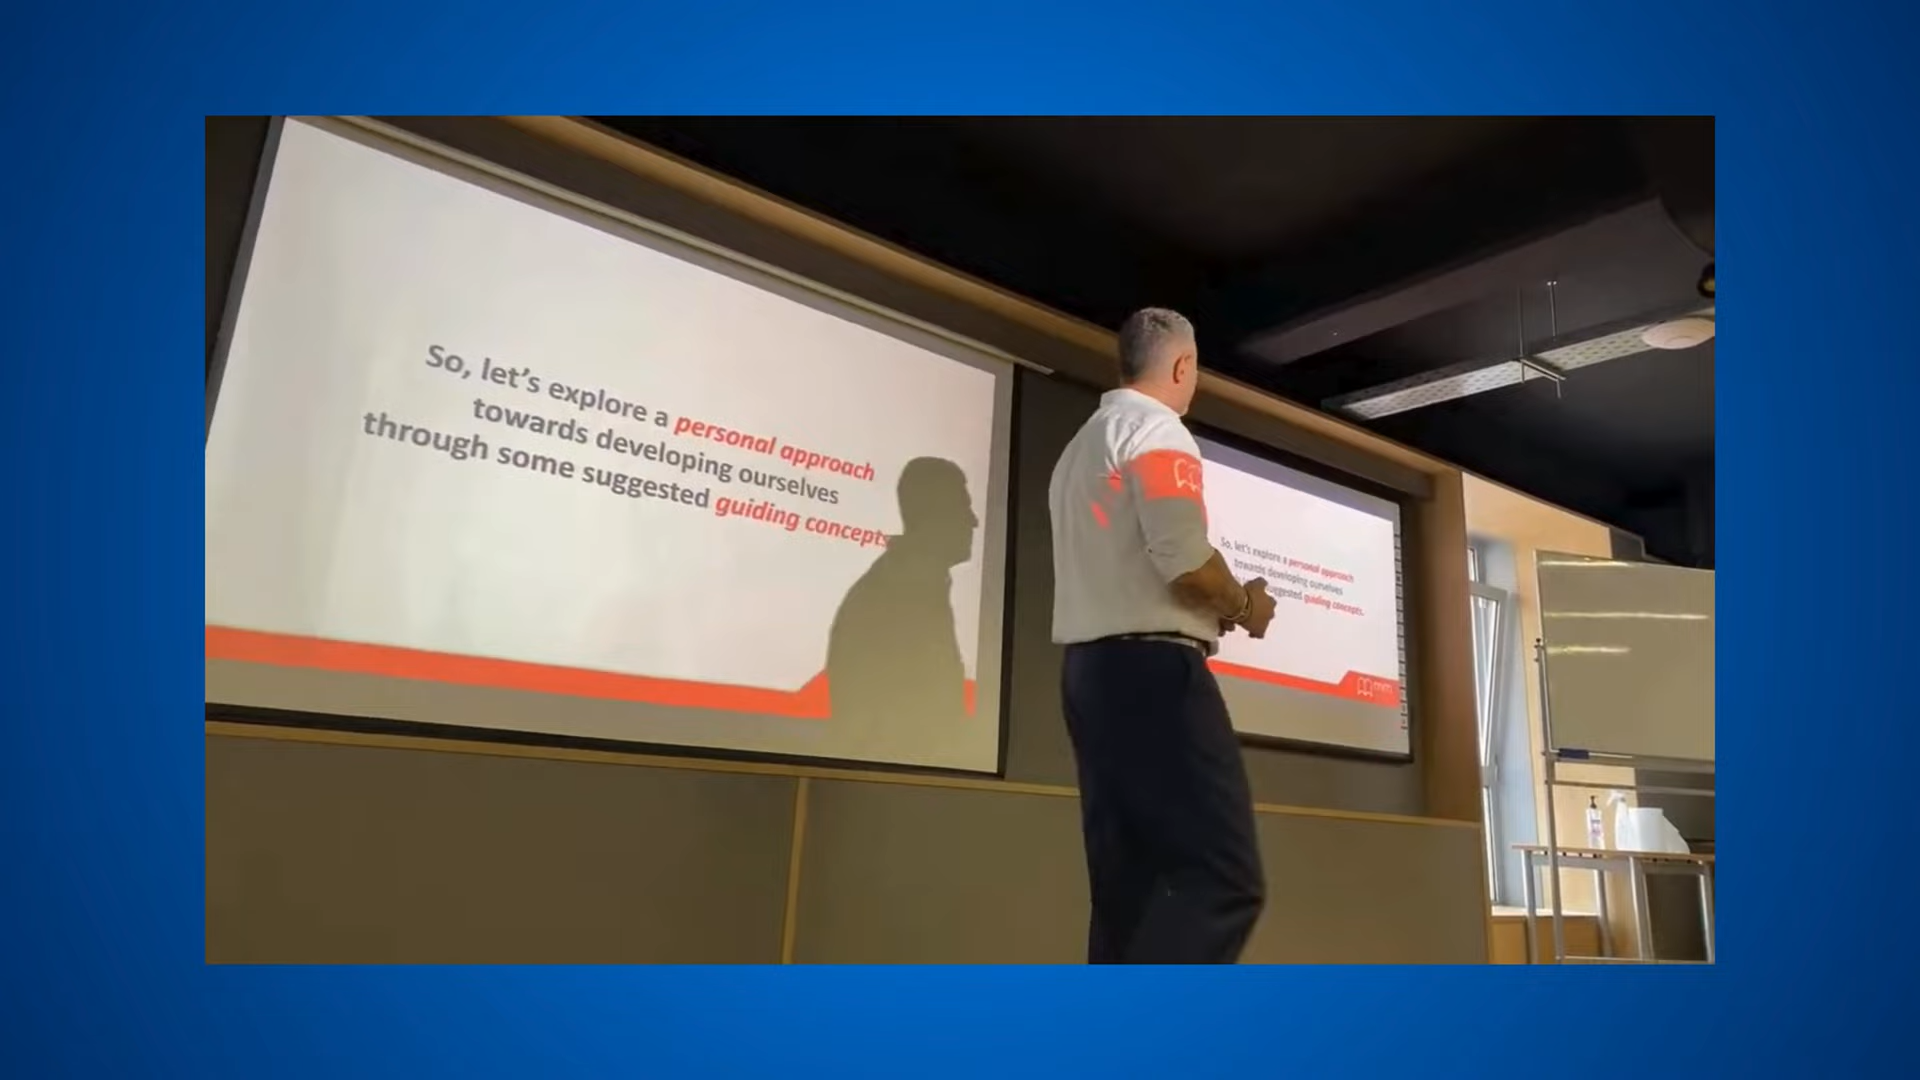 So, let's explore a personal approach
towards developing ourselves
through some suggested guiding concepts
So, let's explore a personal approach
towards developing ourselves
suggested guiding concepts.
mm